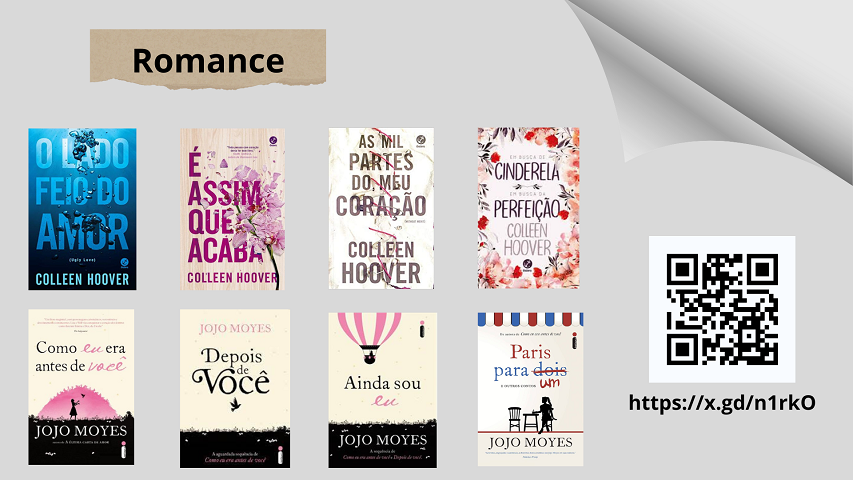 Romance
O LADO
FEIO DO
AMOR
(Ugly Love)
COLLEEN HOOVER
É
ASSIM
QUE
ACABA
COLLEEN HOOVER
AS MIL
PARTES
DO MEU
CORAÇÃO
COLLEEN
HOOVER
EM BUSCA DE
CINDERELA
EM BUSCA DA
PERFEIÇÃO
COLLEEN
HOOVER
https://x.gd/n1rkO
Como eu era
antes de você
JOJO MOYES
JOJO MOYES
Depois
de
Você
A aguardada sequência de
Como eu era antes de você
Ainda sou
eu
JOJO MOYES
Como eu era antes de você e Depois de você
Paris
para dois
um
E OUTROS CONTOS
JOJO MOYES